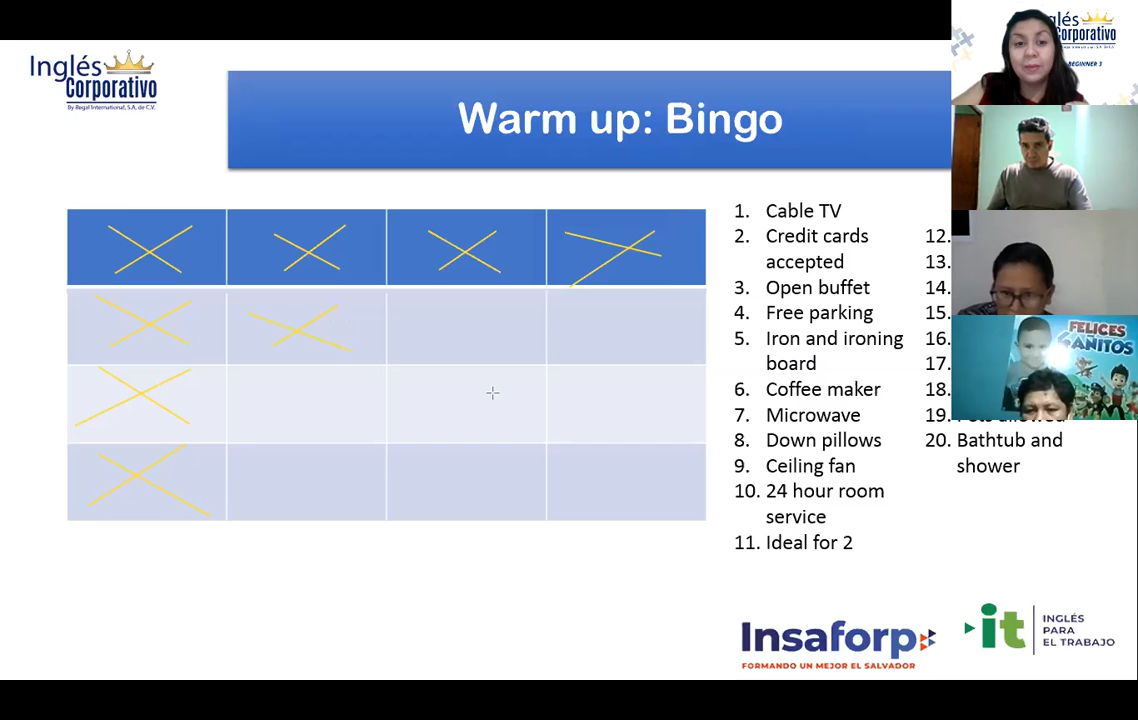 Inglés
Corporativo
By Regal International, S.A. de C.V.
Warm up: Bingo
1. Cable TV
2. Credit cards
accepted
3. Open buffet
4. Free parking
5. Iron and ironing
board
6. Coffee maker
7. Microwave
8. Down pillows
9. Ceiling fan
10. 24 hour room
service
11. Ideal for 2
12.
13.
14.
15.
16.
17.
18.
19.
20. Bathtub and
shower
glés
Corporativo
BEGINNER 3
FELICES
AÑITOS
Insaforp
FORMANDO UN MEJOR EL SALVADOR
it
INGLÉS
PARA
EL TRABAJO